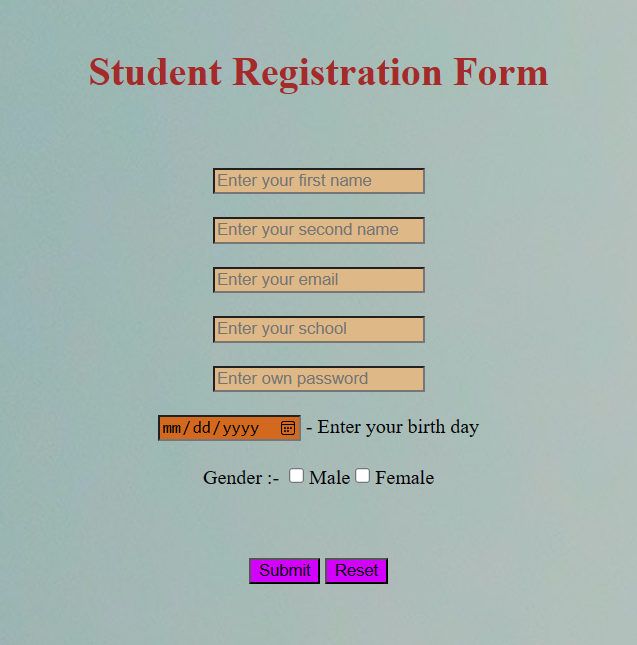 Student Registration Form
Enter your first name
Enter your second name
Enter your email
Enter your school
Enter own password
mm/dd/yyyy - Enter your birth day
Gender :- Male Female
Submit Reset